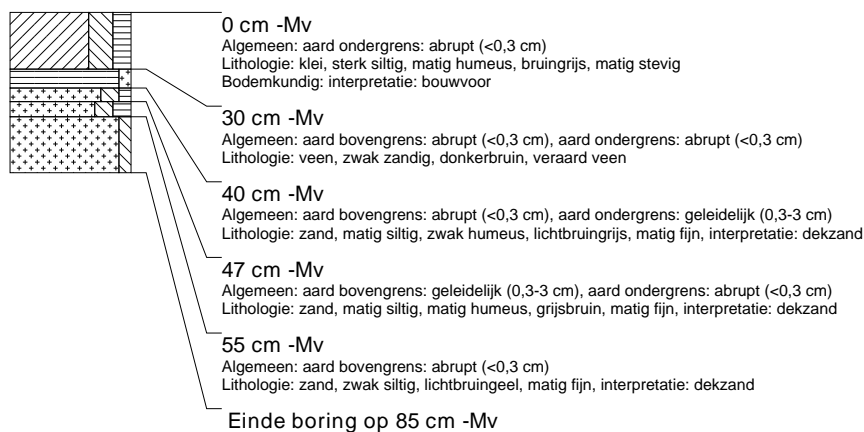 0 cm -Mv
Algemeen: aard ondergrens: abrupt (<0,3 cm)
Lithologie: klei, sterk siltig, matig humeus, bruingrijs, matig stevig
Bodemkundig: interpretatie: bouwvoor
30 cm -Mv
Algemeen: aard bovengrens: abrupt (<0,3 cm), aard ondergrens: abrupt (<0,3 cm)
Lithologie: veen, zwak zandig, donkerbruin, veraard veen
40 cm -Mv
Algemeen: aard bovengrens: abrupt (<0,3 cm), aard ondergrens: geleidelijk (0,3-3 cm)
Lithologie: zand, matig siltig, zwak humeus, lichtbruingrijs, matig fijn, interpretatie: dekzand
47 cm -Mv
Algemeen: aard bovengrens: geleidelijk (0,3-3 cm), aard ondergrens: abrupt (<0,3 cm)
Lithologie: zand, matig siltig, matig humeus, grijsbruin, matig fijn, interpretatie: dekzand
55 cm -Mv
Algemeen: aard bovengrens: abrupt (<0,3 cm)
Lithologie: zand, zwak siltig, lichtbruingeel, matig fijn, interpretatie: dekzand
Einde boring op 85 cm -Mv